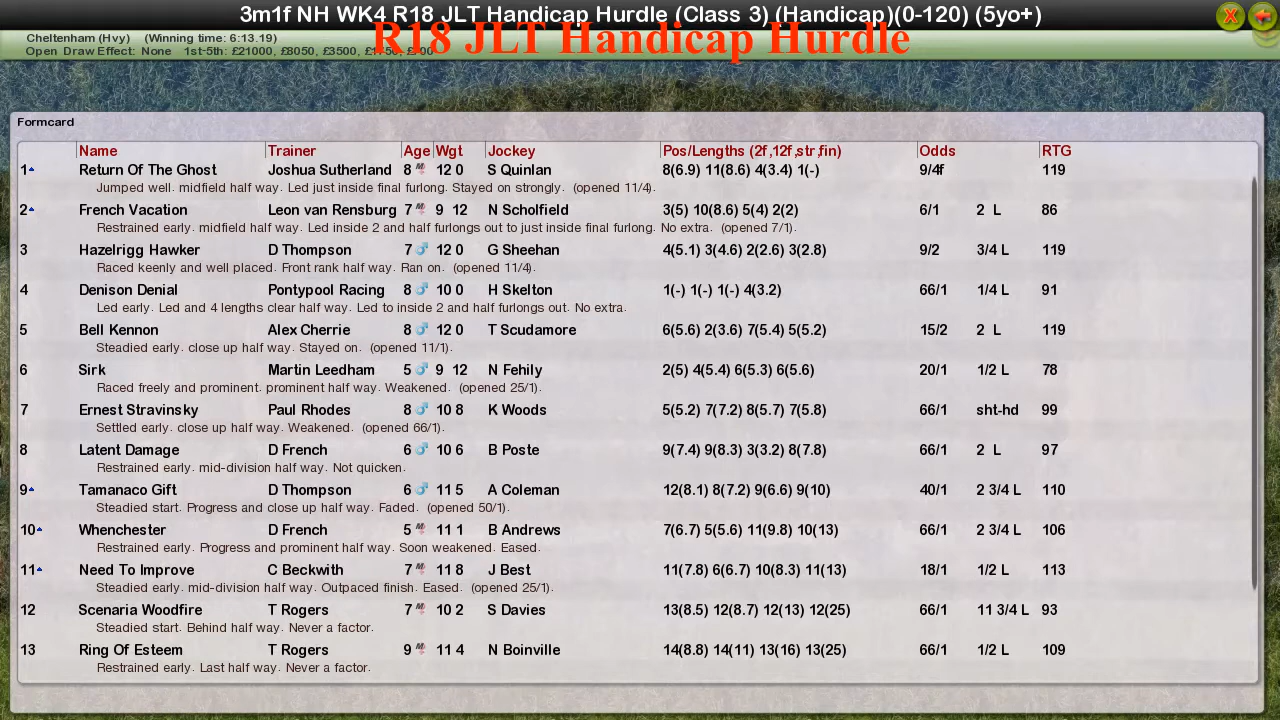 3m1f NH WK4 R18 JLT Handicap Hurdle (Class 3) (Handicap)(0-120) (5yo+)
R18 JLT Handicap Hurdle
Cheltenham (Hvy) (Winning time: 6:13.19)
Open Draw Effect: None 1st-5th: £21000, £8050, £3500,
Formcard
Name Trainer Age Wgt Jockey Pos/Lengths (2f,12f,str,fin) Odds RTG
1 Return Of The Ghost Joshua Sutherland 8 12 0 S Quinlan 8(6.9) 11(8.6) 4(3.4) 1(-) 9/4f 119
Jumped well. midfield half way. Led just inside final furlong. Stayed on strongly. (opened 11/4).
2 French Vacation Leon van Rensburg 7 9 12 N Scholfield 3(5) 10(8.6) 5(4) 2(2) 6/1 2 L 86
Restrained early. midfield half way. Led inside 2 and half furlongs out to just inside final furlong. No extra. (opened 7/1).
3 Hazelrigg Hawker D Thompson 7 12 0 G Sheehan 4(5.1) 3(4.6) 2(2.6) 3(2.8) 9/2 3/4 L 119
Raced keenly and well placed. Front rank half way. Ran on. (opened 11/4).
4 Denison Denial Pontypool Racing 8 10 0 H Skelton 1(-) 1(-) 1(-) 4(3.2) 66/1 1/4 L 91
Led early. Led and 4 lengths clear half way. Led to inside 2 and half furlongs out. No extra.
5 Bell Kennon Alex Cherrie 8 12 0 T Scudamore 6(5.6) 2(3.6) 7(5.4) 5(5.2) 15/2 2 L 119
Steadied early. close up half way. Stayed on. (opened 11/1).
6 Sirk Martin Leedham 5 9 12 N Fehily 2(5) 4(5.4) 6(5.3) 6(5.6) 20/1 1/2 L 78
Raced freely and prominent. prominent half way. Weakened. (opened 25/1).
7 Ernest Stravinsky Paul Rhodes 8 10 8 K Woods 5(5.2) 7(7.2) 8(5.7) 7(5.8) 66/1 sht-hd 99
Settled early. close up half way. Weakened. (opened 66/1).
8 Latent Damage D French 6 10 6 B Poste 9(7.4) 9(8.3) 3(3.2) 8(7.8) 66/1 2 L 97
Restrained early. mid-division half way. Not quicken.
9 Tamanaco Gift D Thompson 6 11 5 A Coleman 12(8.1) 8(7.2) 9(6.6) 9(10) 40/1 2 3/4 L 110
Steadied start. Progress and close up half way. Faded. (opened 50/1).
10 Whenchester D French 5 11 1 B Andrews 7(6.7) 5(5.6) 11(9.8) 10(13) 66/1 2 3/4 L 106
Restrained early. Progress and prominent half way. Soon weakened. Eased.
11 Need To Improve C Beckwith 7 11 8 J Best 11(7.8) 6(6.7) 10(8.3) 11(13) 18/1 1/2 L 113
Steadied early. mid-division half way. Outpaced finish. Eased. (opened 25/1).
12 Scenaria Woodfire T Rogers 7 10 2 S Davies 13(8.5) 12(8.7) 12(13) 12(25) 66/1 11 3/4 L 93
Steadied start. Behind half way. Never a factor.
13 Ring Of Esteem T Rogers 9 11 4 N Boinville 14(8.8) 14(11) 13(16) 13(25) 66/1 1/2 L 109
Restrained early. Last half way. Never a factor.